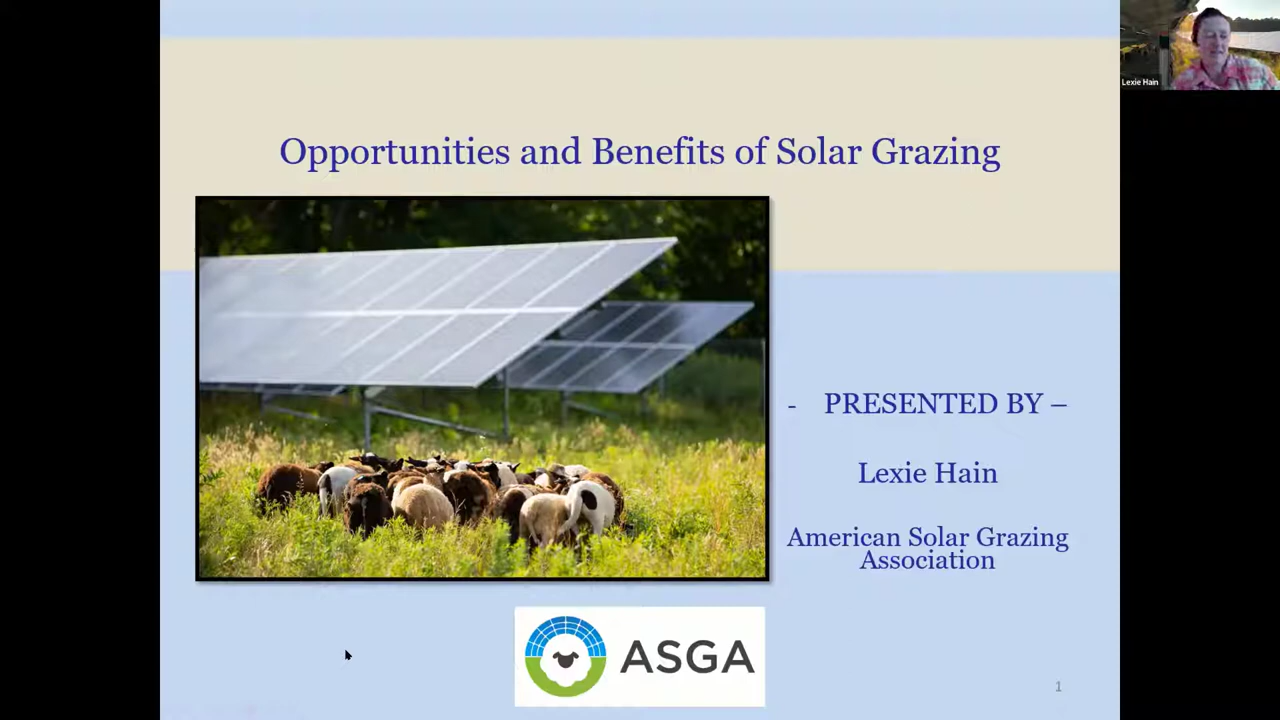 Lexie Hain
Opportunities and Benefits of Solar Grazing
- PRESENTED BY –
Lexie Hain
American Solar Grazing
Association
ASGA
1